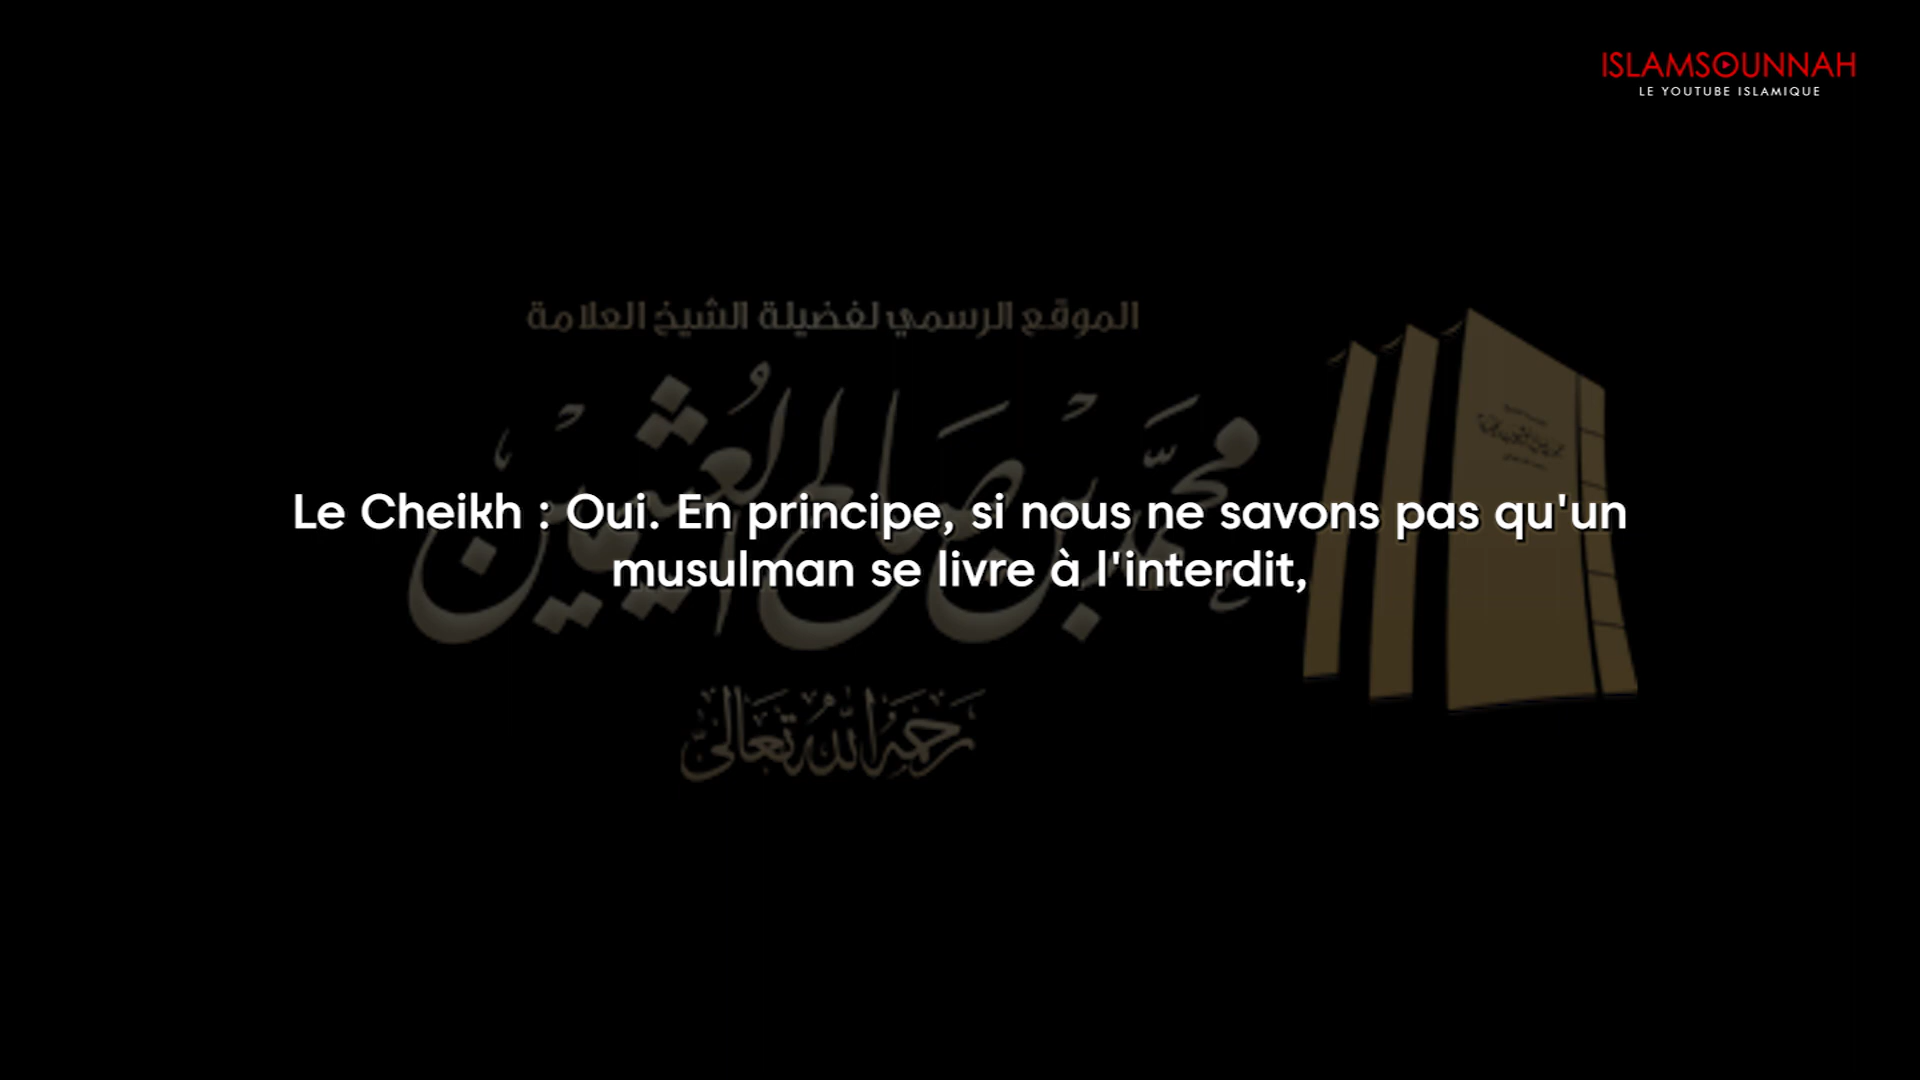 ISLAMSOUNNAH
LE YOUTUBE ISLAMIQUE
الموقع الرسمي لفضيلة الشيخ العلامة
محمد بن صالح العثيمين
Le Cheikh : Oui. En principe, si nous ne savons pas qu'un
musulman se livre à l'interdit,
رحمه الله تعالى